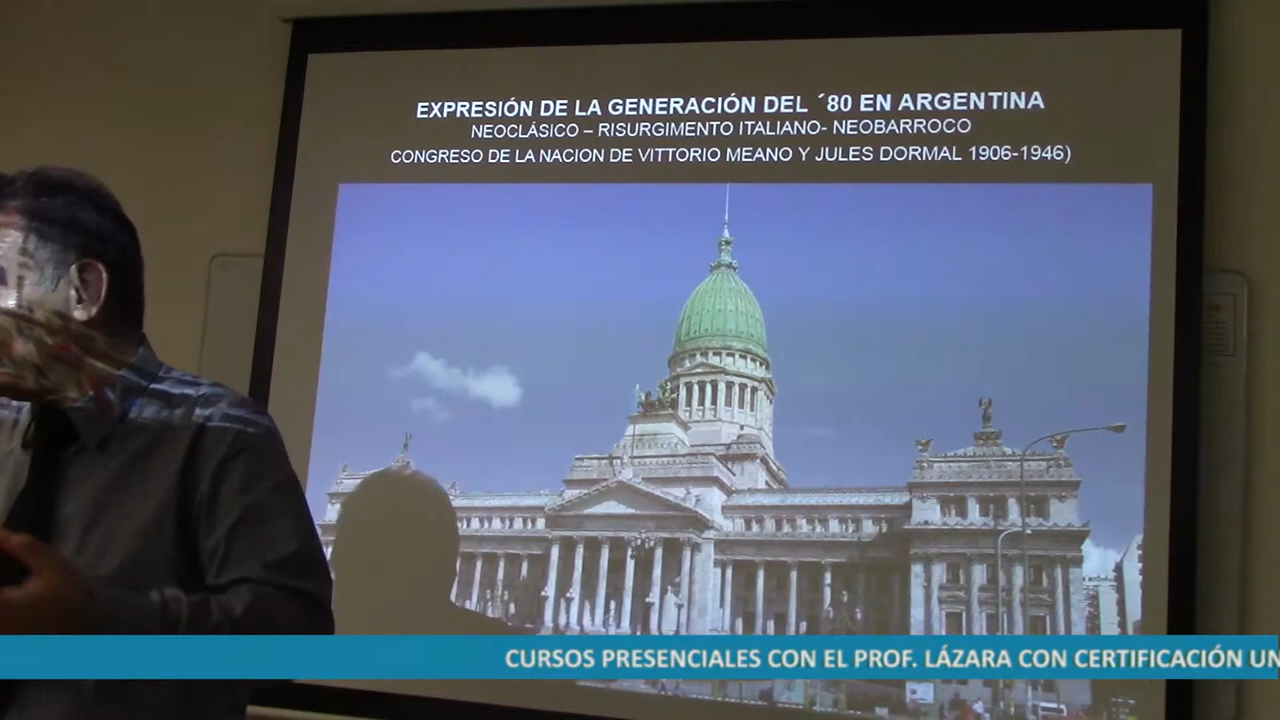 EXPRESIÓN DE LA GENERACIÓN DEL ´80 EN ARGENTINA
NEOCLÁSICO – RISURGIMENTO ITALIANO- NEOBARROCO
CONGRESO DE LA NACION DE VITTORIO MEANO Y JULES DORMAL 1906-1946)
CURSOS PRESENCIALES CON EL PROF. LÁZARA CON CERTIFICACIÓN UN